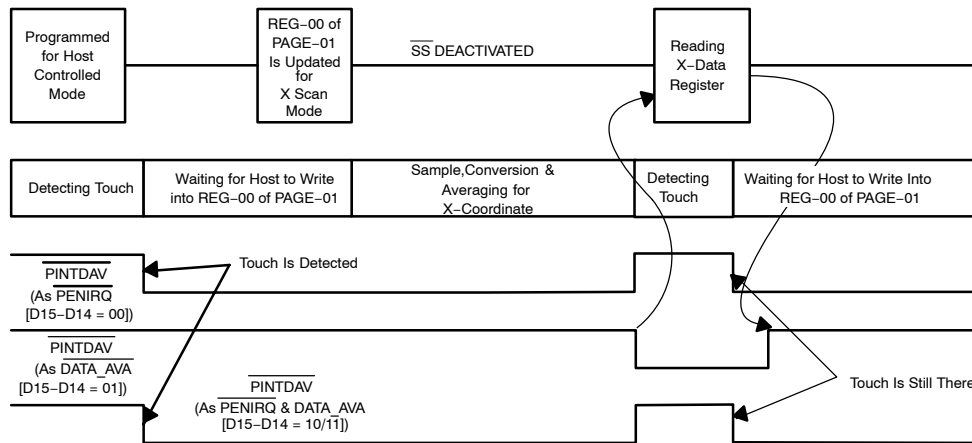 Programmed
for Host
Controlled
Mode
REG–00 of
PAGE–01
Is Updated
for
X Scan
Mode
SS DEACTIVATED
Reading
X–Data
Register
Detecting Touch
Waiting for Host to Write
into REG-00 of PAGE–01
Sample,Conversion &
Averaging for
X–Coordinate
Detecting
Touch
Waiting for Host to Write Into
REG-00 of PAGE–01
Touch Is Detected
PINTDAV
(As PENIRQ
[D15–D14 = 00])
PINTDAV
(As DATA_AVA
[D15–D14 = 01])
PINTDAV
(As PENIRQ & DATA_AVA
[D15–D14 = 10/11])
Touch Is Still There